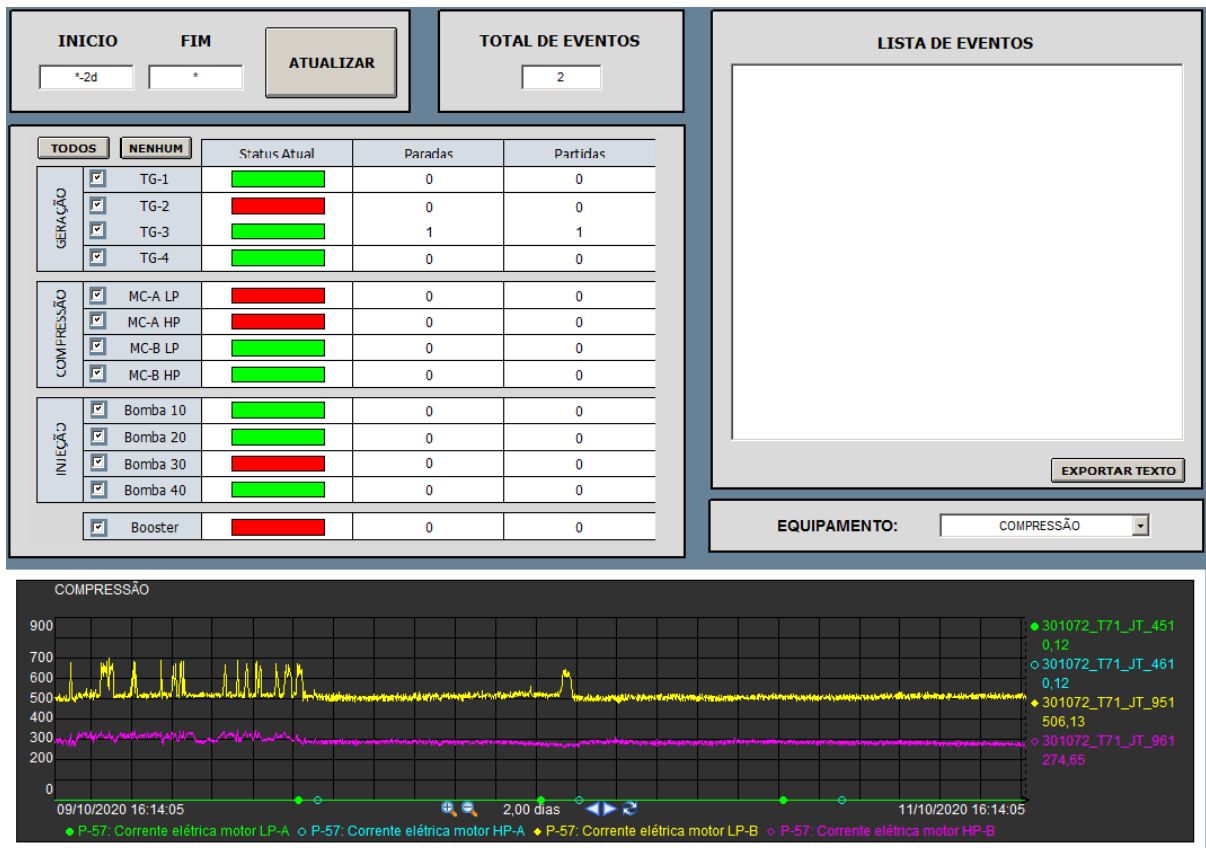 INICIO FIM
ATUALIZAR
*-2d *
TOTAL DE EVENTOS
2
LISTA DE EVENTOS
TODOS NENHUM Status Atual Paradas Partidas
GERAÇÃO
TG-1 0 0
TG-2 0 0
TG-3 1 1
TG-4 0 0
COMPRESSÃO
MC-A LP 0 0
MC-A HP 0 0
MC-B LP 0 0
MC-B HP 0 0
INJEÇÃO
Bomba 10 0 0
Bomba 20 0 0
Bomba 30 0 0
Bomba 40 0 0
Booster 0 0
EXPORTAR TEXTO
EQUIPAMENTO: COMPRESSÃO
COMPRESSÃO
900
700
600
500
400
300
200
0
301072_T71_JT_451
0,12
301072_T71_JT_461
0,12
301072_T71_JT_951
506,13
301072_T71_JT_961
274,65
09/10/2020 16:14:05 2,00 dias 11/10/2020 16:14:05
P-57: Corrente elétrica motor LP-A P-57: Corrente elétrica motor HP-A P-57: Corrente elétrica motor LP-B P-57: Corrente elétrica motor HP-B